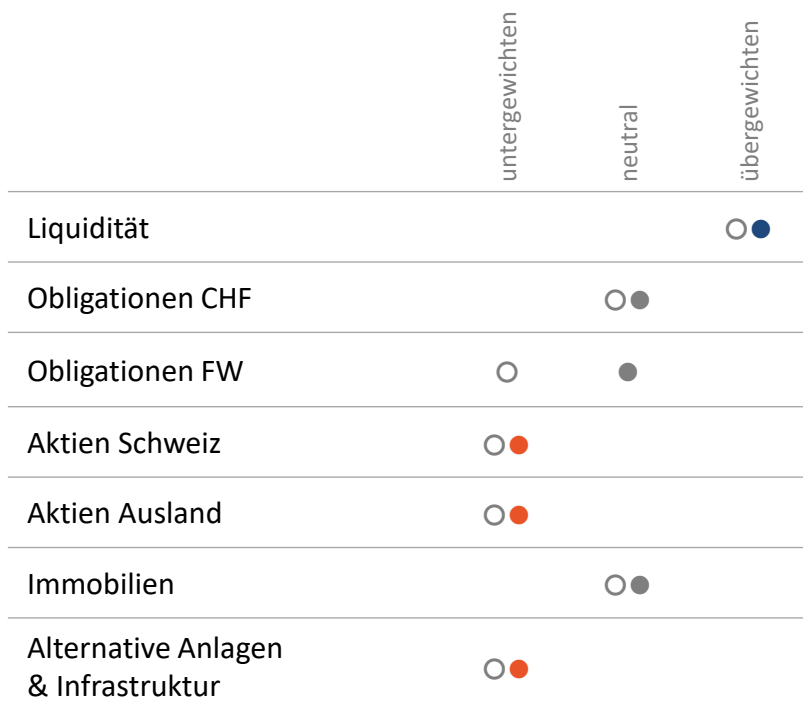 untergewichten
neutral
übergewichten
Liquidität
Obligationen CHF
Obligationen FW
Aktien Schweiz
Aktien Ausland
Immobilien
Alternative Anlagen
& Infrastruktur